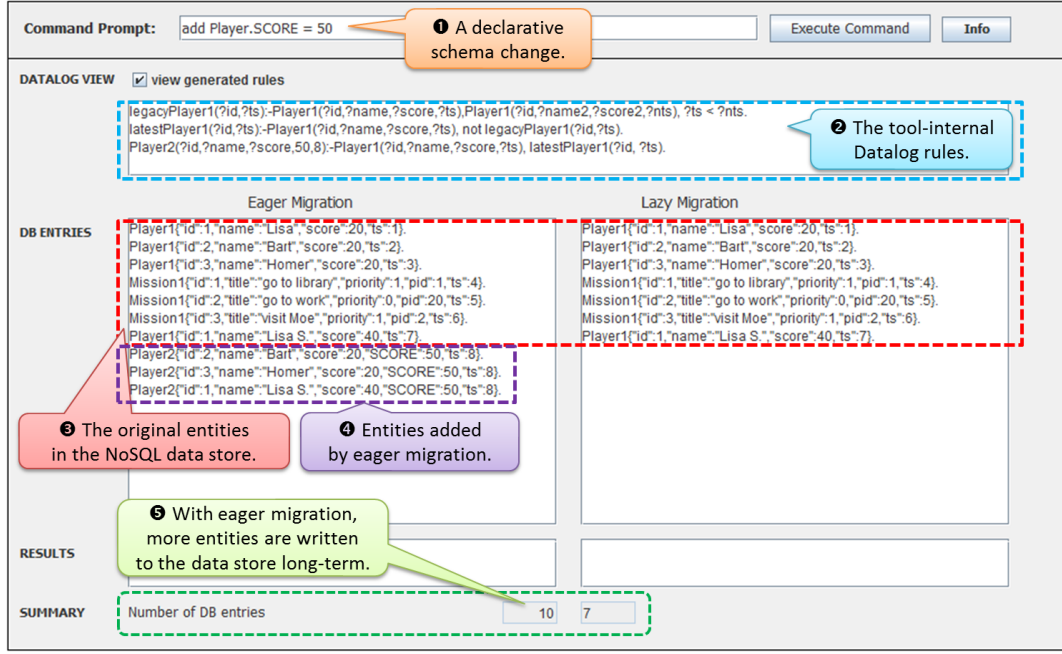 Command Prompt: add Player.SCORE = 50 Execute Command Info
❶ A declarative
schema change.
DATALOG VIEW view generated rules
legacyPlayer1(?id,?ts):-Player1(?id,?name,?score,?ts),Player1(?id,?name2,?score2,?nts), ?ts < ?nts.
latestPlayer1(?id,?ts):-Player1(?id,?name,?score,?ts), not legacyPlayer1(?id,?ts).
Player2(?id,?name,?score,50,8):-Player1(?id,?name,?score,?ts), latestPlayer1(?id, ?ts).
❷ The tool-internal
Datalog rules.
Eager Migration
Lazy Migration
DB ENTRIES
Player1{"id":1,"name":"Lisa","score":20,"ts":1}.
Player1{"id":2,"name":"Bart","score":20,"ts":2}.
Player1{"id":3,"name":"Homer","score":20,"ts":3}.
Mission1{"id":1,"title":"go to library","priority":1,"pid":1,"ts":4}.
Mission1{"id":2,"title":"go to work","priority":0,"pid":20,"ts":5}.
Mission1{"id":3,"title":"visit Moe","priority":1,"pid":2,"ts":6}.
Player1{"id":1,"name":"Lisa S.","score":40,"ts":7}.
Player2{"id":2,"name":"Bart","score":20,"SCORE":50,"ts":8}.
Player2{"id":3,"name":"Homer","score":20,"SCORE":50,"ts":8}.
Player2{"id":1,"name":"Lisa S.","score":40,"SCORE":50,"ts":8}.
Player1{"id":1,"name":"Lisa","score":20,"ts":1}.
Player1{"id":2,"name":"Bart","score":20,"ts":2}.
Player1{"id":3,"name":"Homer","score":20,"ts":3}.
Mission1{"id":1,"title":"go to library","priority":1,"pid":1,"ts":4}.
Mission1{"id":2,"title":"go to work","priority":0,"pid":20,"ts":5}.
Mission1{"id":3,"title":"visit Moe","priority":1,"pid":2,"ts":6}.
Player1{"id":1,"name":"Lisa S.","score":40,"ts":7}.
❸ The original entities
in the NoSQL data store.
❹ Entities added
by eager migration.
❺ With eager migration,
more entities are written
to the data store long-term.
RESULTS
SUMMARY Number of DB entries 10 7